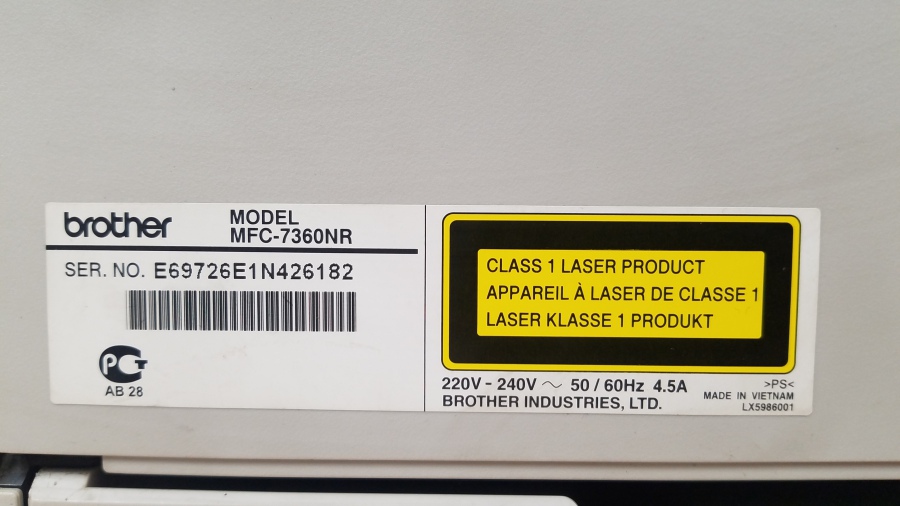 brother
MODEL
MFC-7360NR
SER. NO. E69726E1N426182
PCT
AB 28
CLASS 1 LASER PRODUCT
APPAREIL À LASER DE CLASSE 1
LASER KLASSE 1 PRODUKT
220V - 240V ～ 50 / 60Hz 4.5A
BROTHER INDUSTRIES, LTD.
>PS<
MADE IN VIETNAM
LX5986001